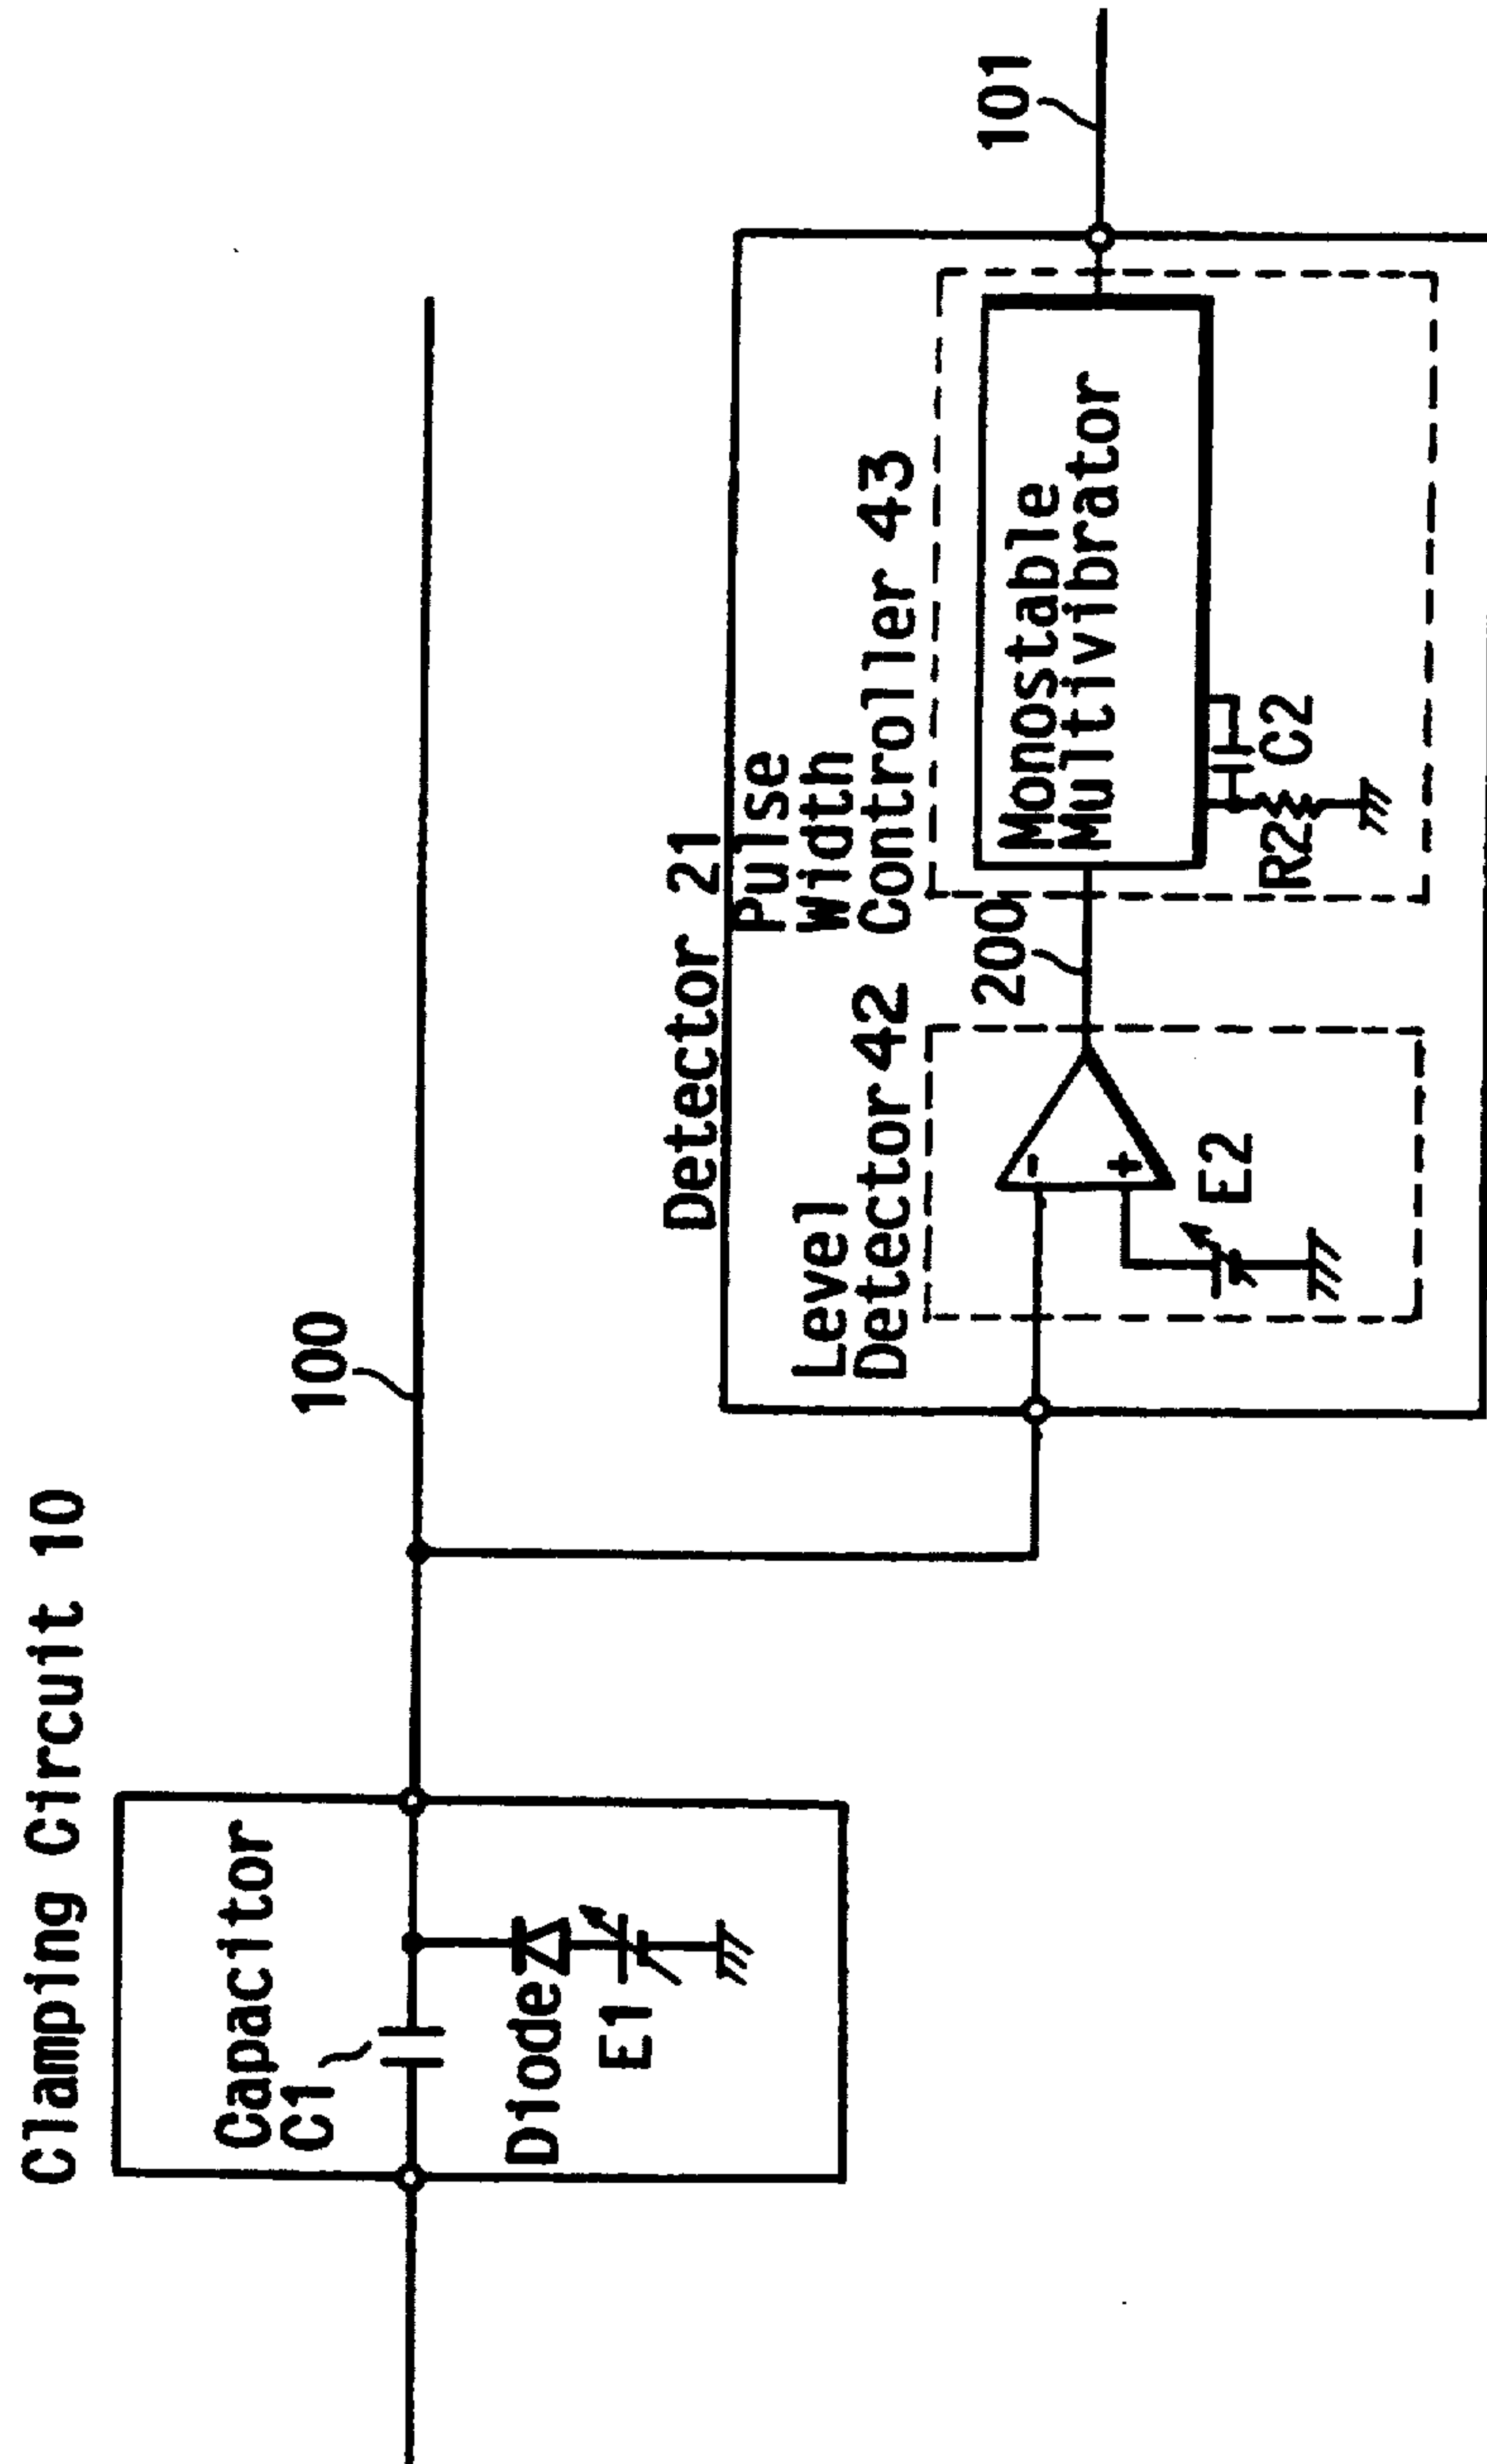 Clamping Circuit 10
Capacitor
C1
Diode
E1
100
Detector 21
Level
Detector 42
Pulse
Width
Controller 43
-
+
E2
200
Monostable
Multivibrator
R2
C2
101